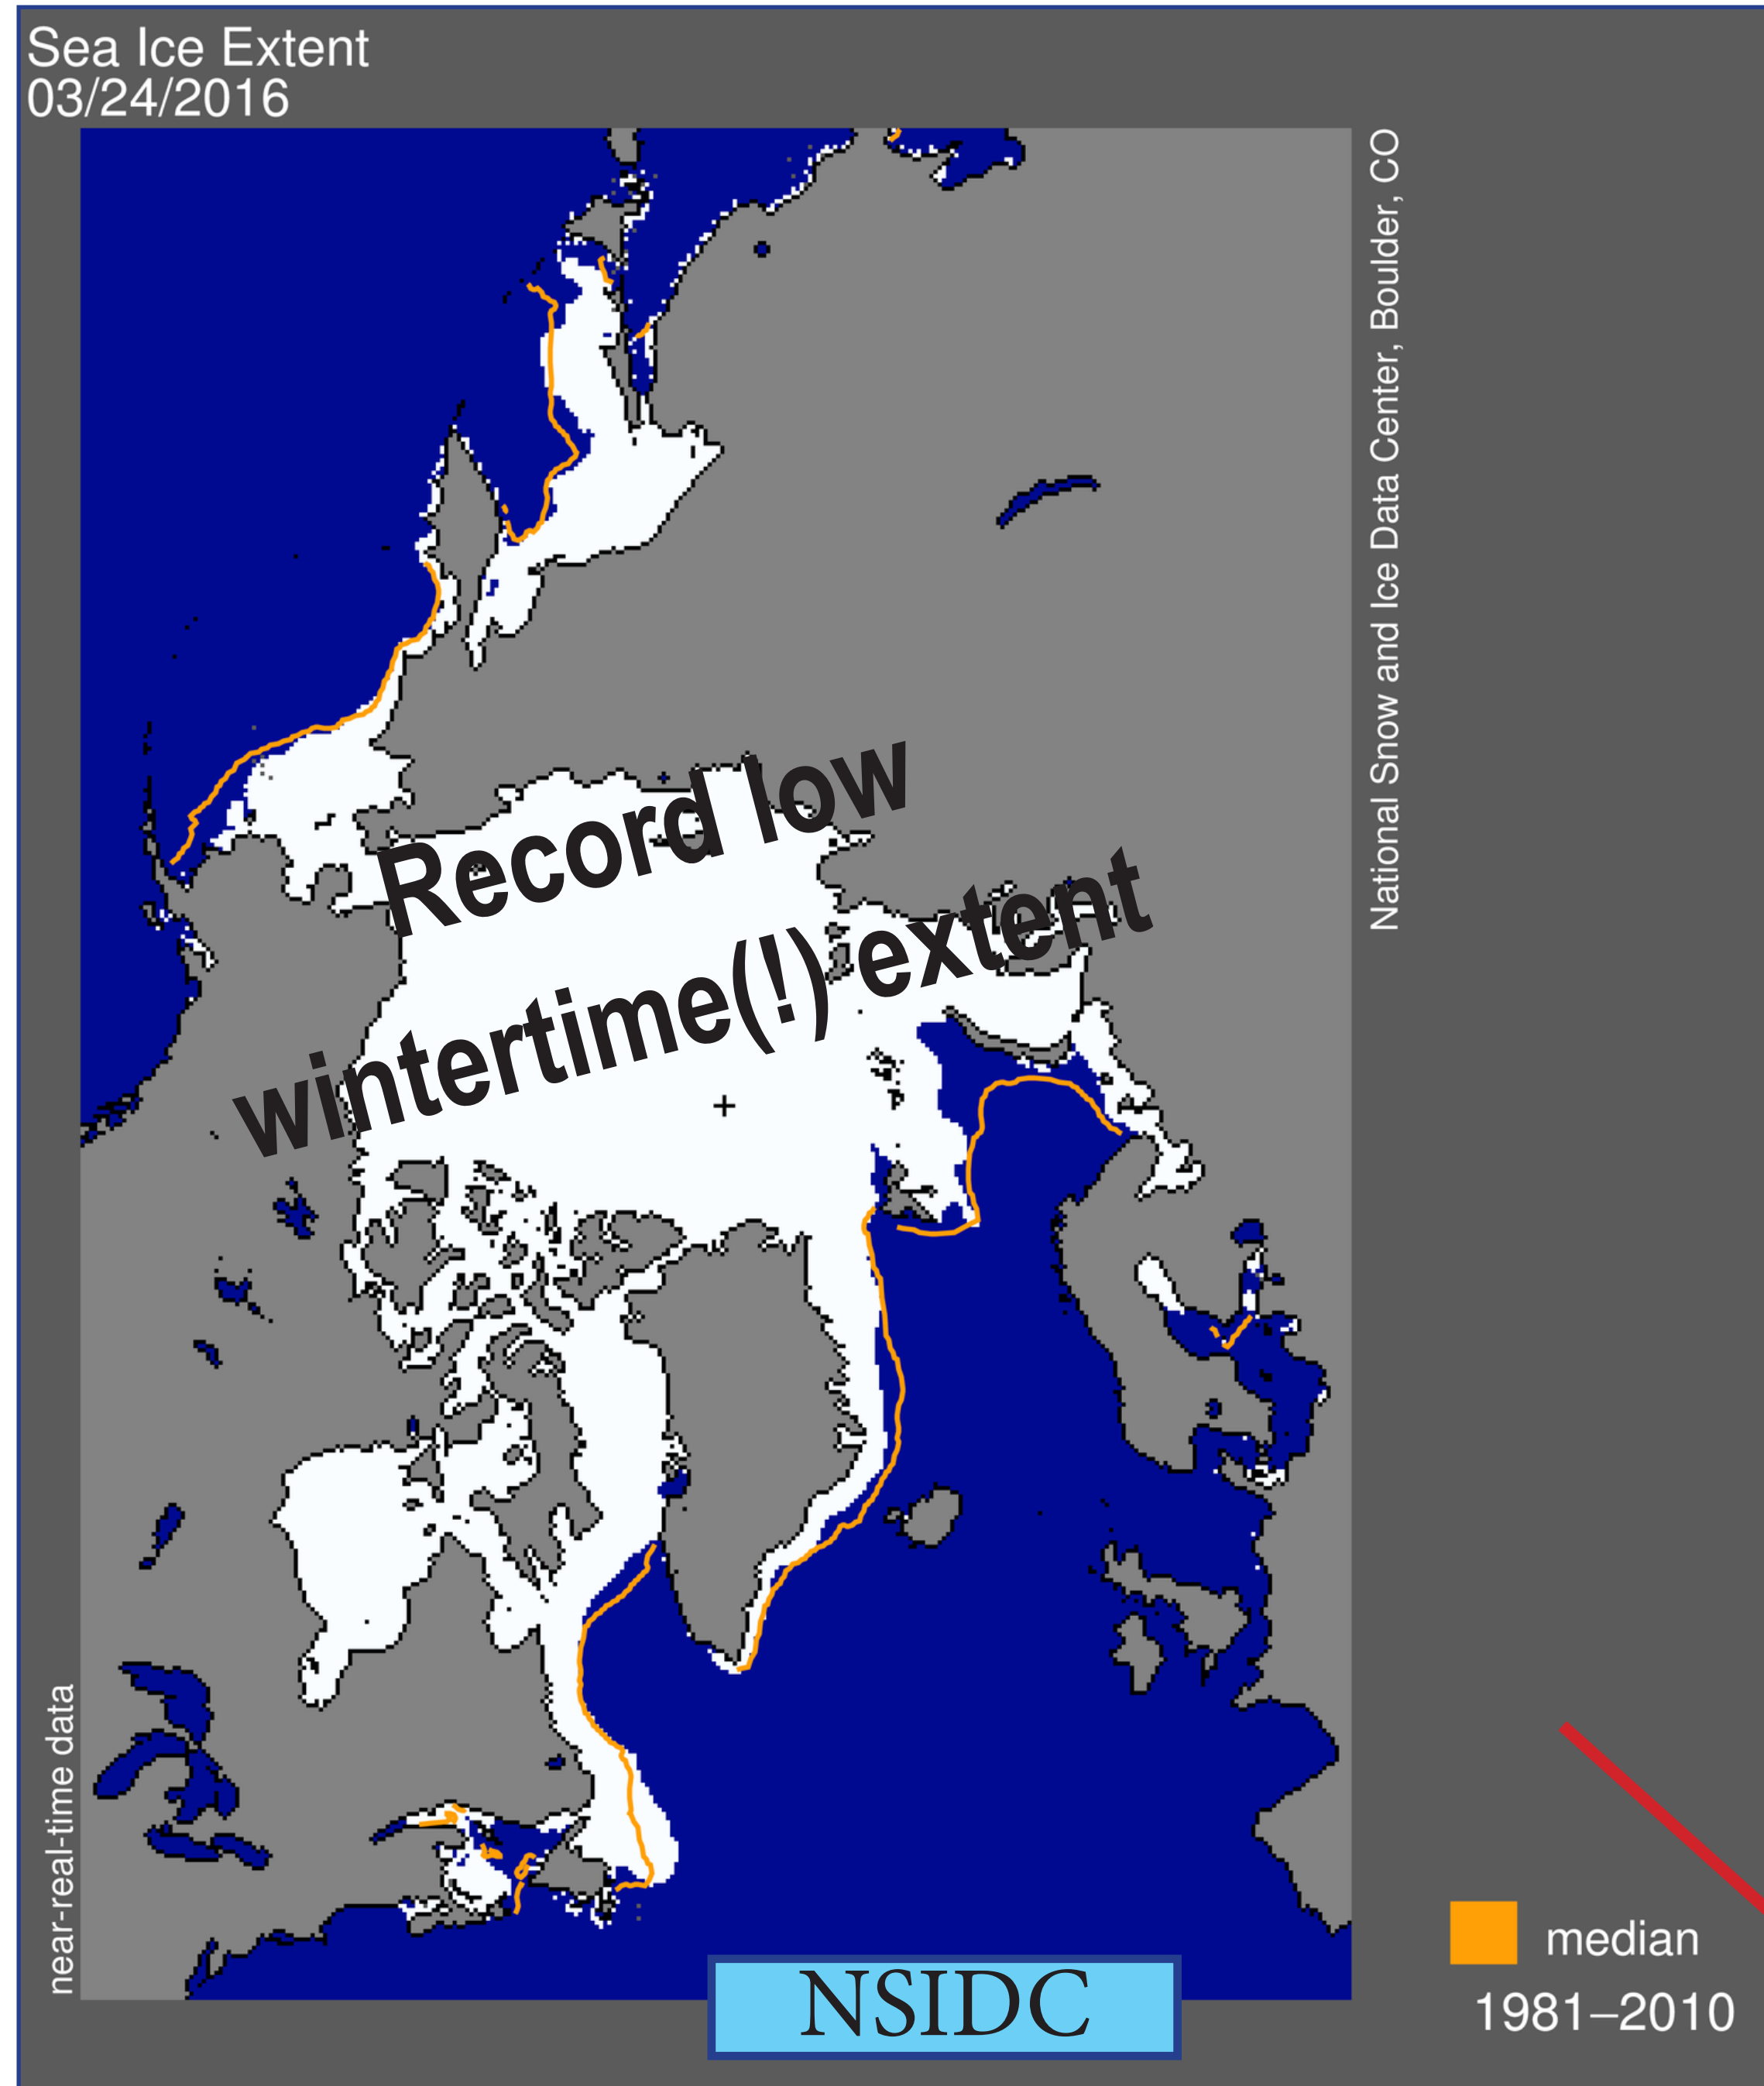 Sea Ice Extent
03/24/2016
National Snow and Ice Data Center, Boulder, CO
Record low
wintertime(!) extent
near-real-time data
median
1981–2010
NSIDC